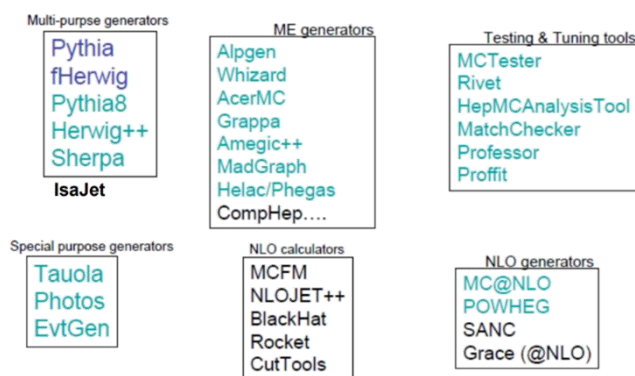 Multi-purpse generators
Pythia
fHerwig
Pythia8
Herwig++
Sherpa
IsaJet
ME generators
Alpgen
Whizard
AcerMC
Grappa
Amegic++
MadGraph
Helac/Phegas
CompHep....
Testing & Tuning tools
MCTester
Rivet
HepMCAnalysisTool
MatchChecker
Professor
Proffit
Special purpose generators
Tauola
Photos
EvtGen
NLO calculators
MCFM
NLOJET++
BlackHat
Rocket
CutTools
NLO generators
MC@NLO
POWHEG
SANC
Grace (@NLO)